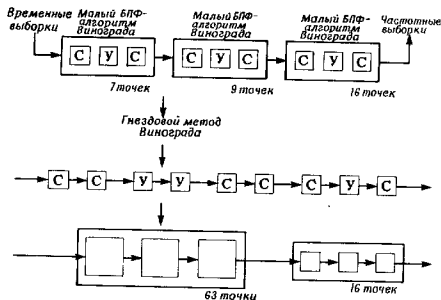 Временные выборки
Малый БПФ-алгоритм Винограда
Малый БПФ-алгоритм Винограда
Малый БПФ-алгоритм Винограда
Частотные выборки
С У С
С У С
С У С
7 точек
9 точек
16 точек
Гнездовой метод Винограда
С С У У С С С У С
63 точки
16 точек